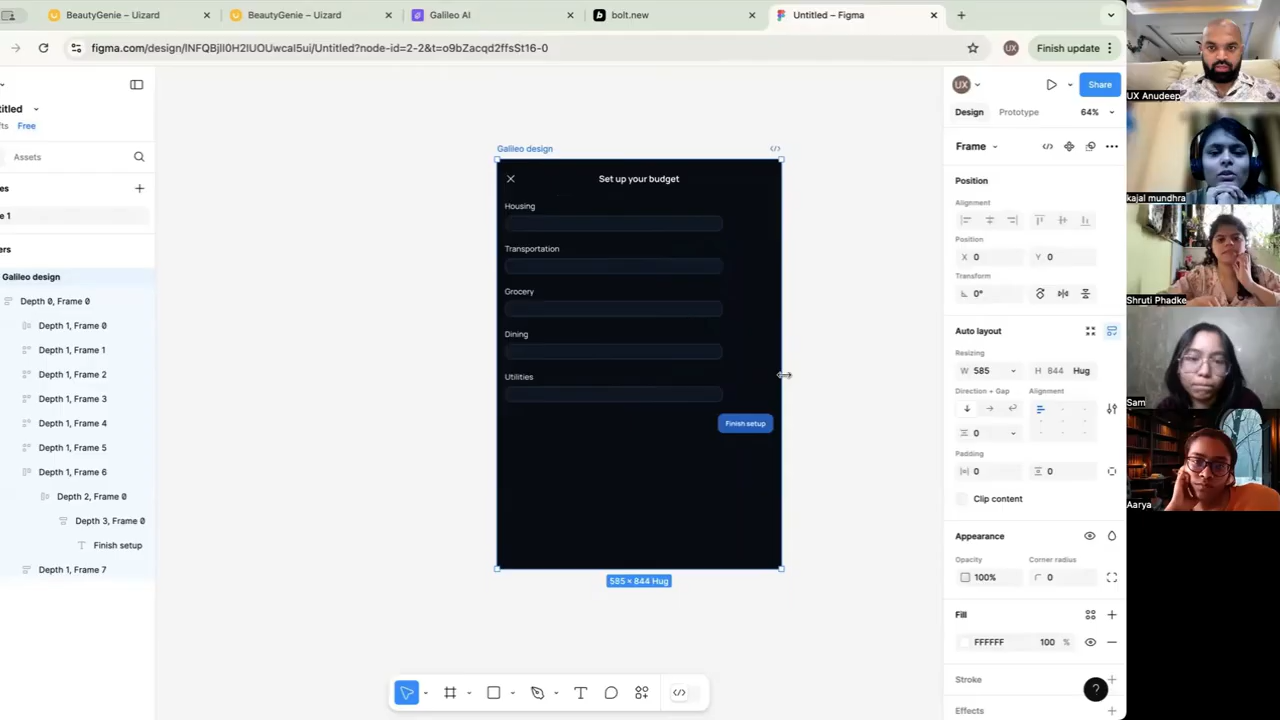 BeautyGenie – Uizard
BeautyGenie – Uizard
Galileo AI
bolt.new
Untitled – Figma
figma.com/design/lNFQBjlI0H2IUOUwcaI5ui/Untitled?node-id=2-2&t=o9bZacqd2ffsSt16-0
UX
Finish update
ntitled
fts Free
Assets
es
e 1
ers
Galileo design
Depth 0, Frame 0
Depth 1, Frame 0
Depth 1, Frame 1
Depth 1, Frame 2
Depth 1, Frame 3
Depth 1, Frame 4
Depth 1, Frame 5
Depth 1, Frame 6
Depth 2, Frame 0
Depth 3, Frame 0
Finish setup
Depth 1, Frame 7
Galileo design
Set up your budget
Housing
Transportation
Grocery
Dining
Utilities
Finish setup
585 × 844 Hug
UX
Share
Design
Prototype
64%
Frame
Position
Alignment
Position
X 0
Y 0
Transform
0°
Auto layout
Resizing
W 585
H 844 Hug
Direction + Gap
Alignment
0
Padding
0
0
Clip content
Appearance
Opacity
Corner radius
100%
0
Fill
FFFFFF
100 %
Stroke
Effects
?
UX Anudeep
kajal mundhra
Shruti Phadke
Sam
Aarya